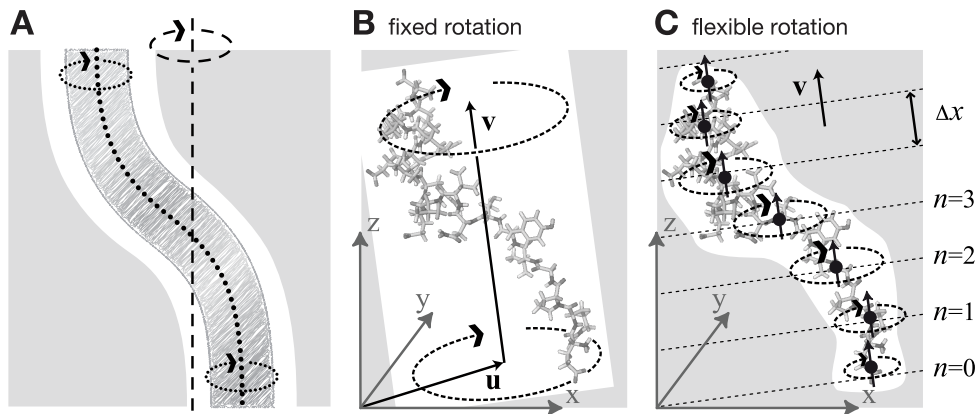 A
B fixed rotation
C flexible rotation
v
z
y
u
x
v
Δx
z
y
x
n=3
n=2
n=1
n=0